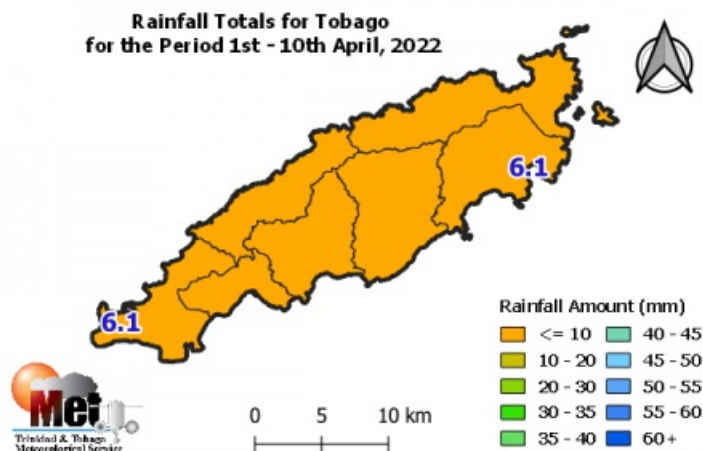 Rainfall Totals for Tobago
for the Period 1st - 10th April, 2022
6.1
6.1
Rainfall Amount (mm)
<= 10 40 - 45
10 - 20 45 - 50
20 - 30 50 - 55
30 - 35 55 - 60
35 - 40 60+
Met
Trinidad & Tobago
Meteorological Service
0 5 10 km